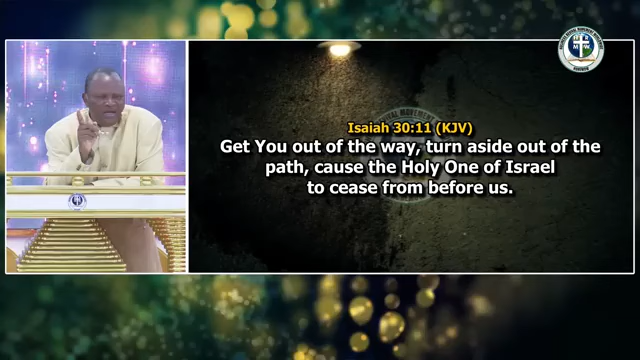 Isaiah 30:11 (KJV)
Get You out of the way, turn aside out of the
path, cause the Holy One of Israel
to cease from before us.